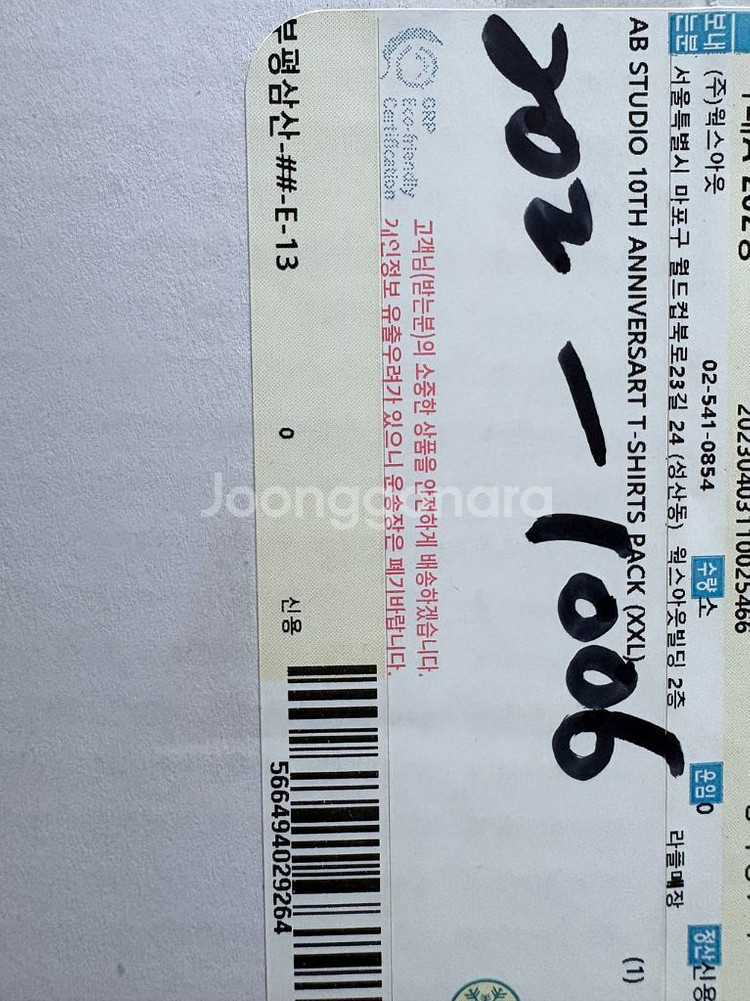 보내
는분
(주)웍스아웃
02-541-0854
수량
소
운임
0
정산
신용
서울특별시 마포구 월드컵북로23길 24 (성산동) 웍스아웃빌딩 2층
라플매장
AB STUDIO 10TH ANNIVERSART T-SHIRTS PACK (XXL)
(1)
202 - 1006
GRP
Eco-friendly
Certification
고객님(받는분)의 소중한 상품을 안전하게 배송하겠습니다.
개인정보 유출우려가 있으니 운송장은 폐기바랍니다.
부평삼산-##-E-13
0
신용
566494029264
Joonggonara